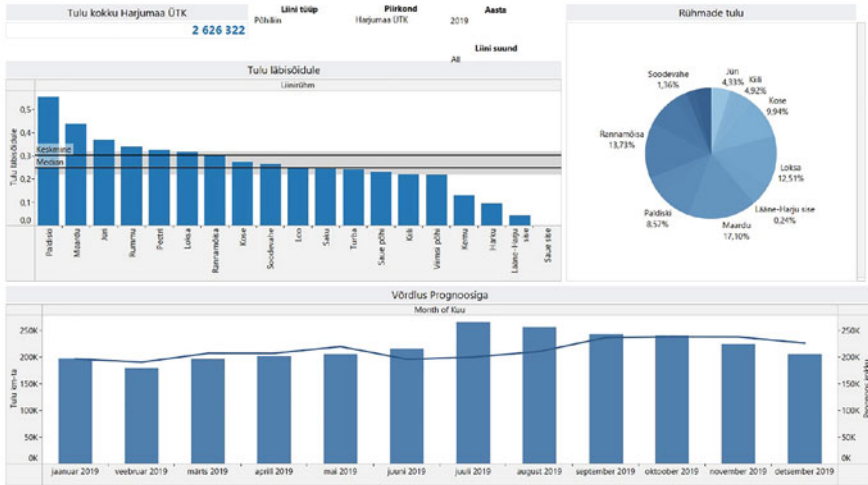 Tulu kokku Harjumaa ÜTK
2 626 322
Liini tüüp
Põhiliin
Piirkond
Harjumaa ÜTK
Aasta
2019
Liini suund
All
Tulu läbisõidule
Liinirühm
Tulu läbisõidule
0,5
0,4
0,3
0,2
0,1
0,0
Keskmine
Median
Paldiski
Maardu
Jüri
Rummu
Peetri
Loksa
Rannamõisa
Kose
Soodevahe
Loo
Saku
Turba
Saue põhi
Kiili
Viimsi põhi
Keimu
Harku
Lääne-Harju sise
Saue sise
Rühmade tulu
Jüri
4,33%
Kiili
4,92%
Kose
9,94%
Loksa
12,51%
Lääne-Harju sise
0,24%
Maardu
17,10%
Paldiski
8,57%
Rannamõisa
13,73%
Soodevahe
1,36%
Võrdlus Prognoosiga
Month of Kuu
Tulu km-ta
250K
200K
150K
100K
50K
0K
jaanuar 2019
veebruar 2019
märts 2019
aprill 2019
mai 2019
juuni 2019
juuli 2019
august 2019
september 2019
oktoober 2019
november 2019
detsember 2019
250K
200K
150K
100K
50K
0K
Prognoos kokku